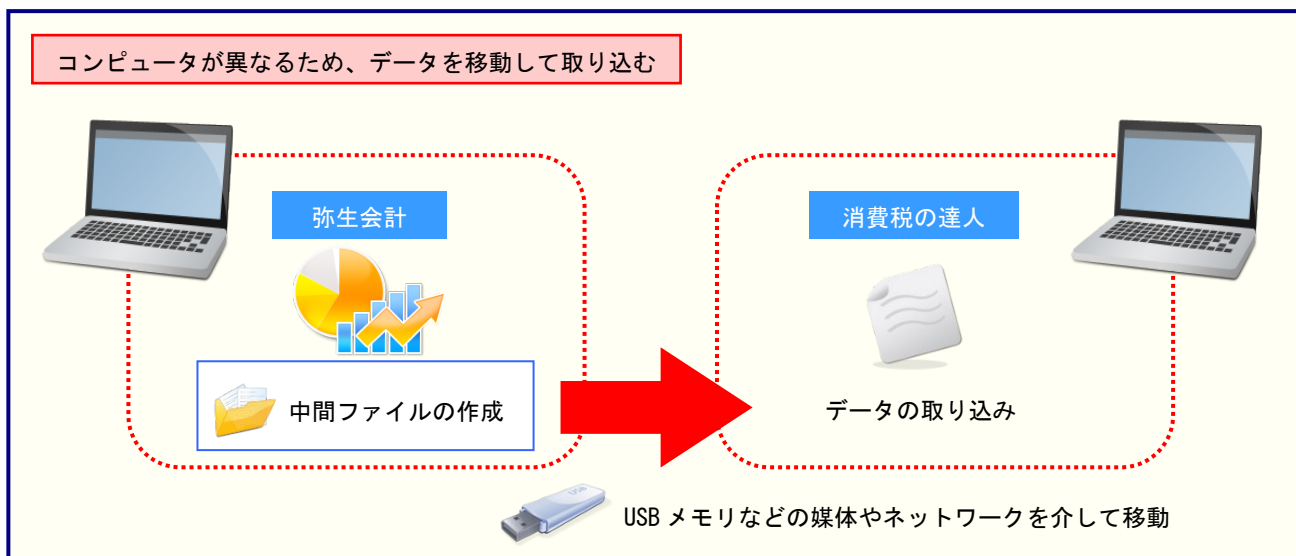 コンピュータが異なるため、データを移動して取り込む
弥生会計
消費税の達人
中間ファイルの作成
データの取り込み
USB
USB メモリなどの媒体やネットワークを介して移動